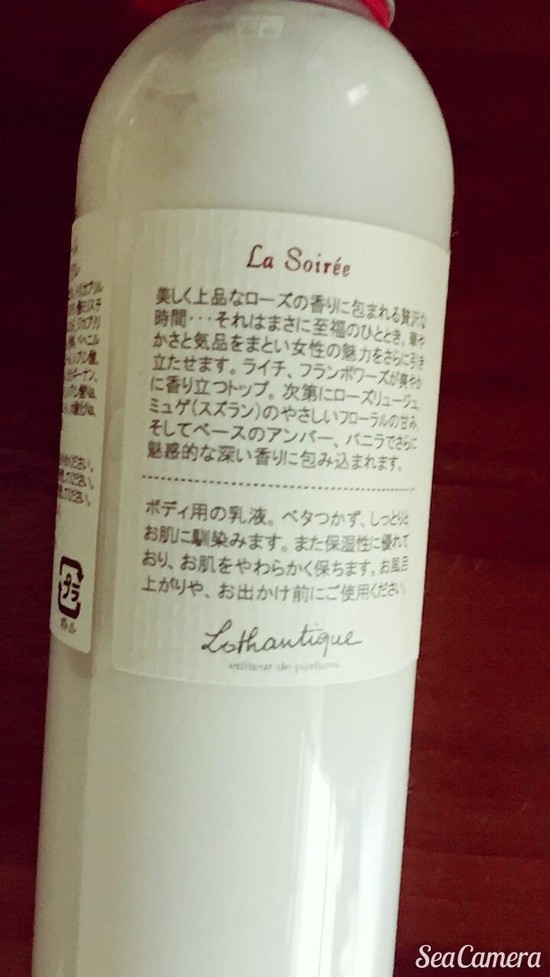 La Soirée
美しく上品なローズの香りに包まれる贅沢な
時間･･･それはまさに至福のひととき。華や
かさと気品をまとい女性の魅力をさらに引き
立たせます。ライチ、フランボワーズが爽やか
に香り立つトップ。次第にローズリュージュ、
ミュゲ(スズラン)のやさしいフローラルの甘み。
そしてベースのアンバー、バニラでさらに
魅惑的な深い香りに包み込まれます。
ボディ用の乳液。ベタつかず、しっとりと
お肌に馴染みます。また保湿性に優れて
おり、お肌をやわらかく保ちます。お風呂
上がりや、お出かけ前にご使用ください。
Lothantique
éditeur de parfums
プラ
ボトル
SeaCamera